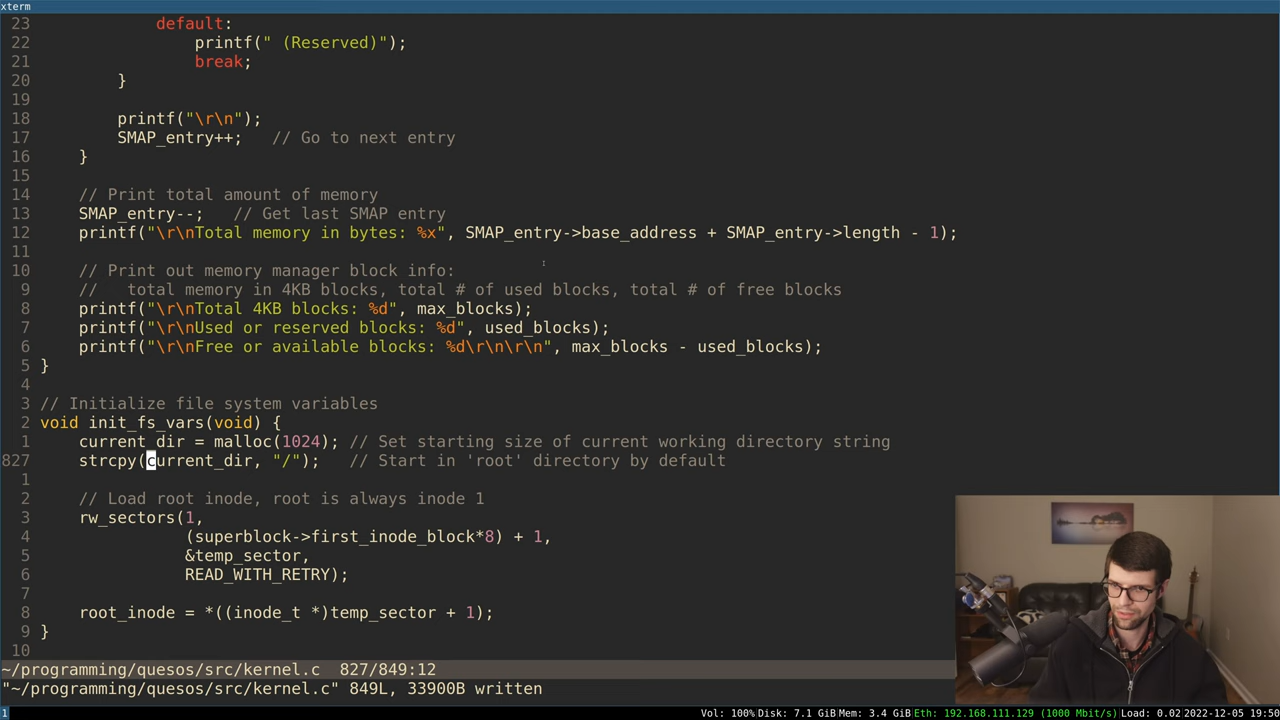 xterm
23             default:
22                 printf(" (Reserved)");
21                 break;
20         }
19
18         printf("\r\n");
17         SMAP_entry++;   // Go to next entry
16     }
15
14     // Print total amount of memory
13     SMAP_entry--;   // Get last SMAP entry
12     printf("\r\nTotal memory in bytes: %x", SMAP_entry->base_address + SMAP_entry->length - 1);
11
10     // Print out memory manager block info:
9     //   total memory in 4KB blocks, total # of used blocks, total # of free blocks
8     printf("\r\nTotal 4KB blocks: %d", max_blocks);
7     printf("\r\nUsed or reserved blocks: %d", used_blocks);
6     printf("\r\nFree or available blocks: %d\r\n\r\n", max_blocks - used_blocks);
5 }
4
3 // Initialize file system variables
2 void init_fs_vars(void) {
1     current_dir = malloc(1024); // Set starting size of current working directory string
827     strcpy(current_dir, "/");   // Start in 'root' directory by default
1
2     // Load root inode, root is always inode 1
3     rw_sectors(1,
4                (superblock->first_inode_block*8) + 1,
5                &temp_sector,
6                READ_WITH_RETRY);
7
8     root_inode = *((inode_t *)temp_sector + 1);
9 }
10
~/programming/quesos/src/kernel.c  827/849:12
"~/programming/quesos/src/kernel.c" 849L, 33900B written
1 Vol: 100% Disk: 7.1 GiB Mem: 3.4 GiB Eth: 192.168.111.129 (1000 Mbit/s) Load: 0.02 2022-12-05 19:50